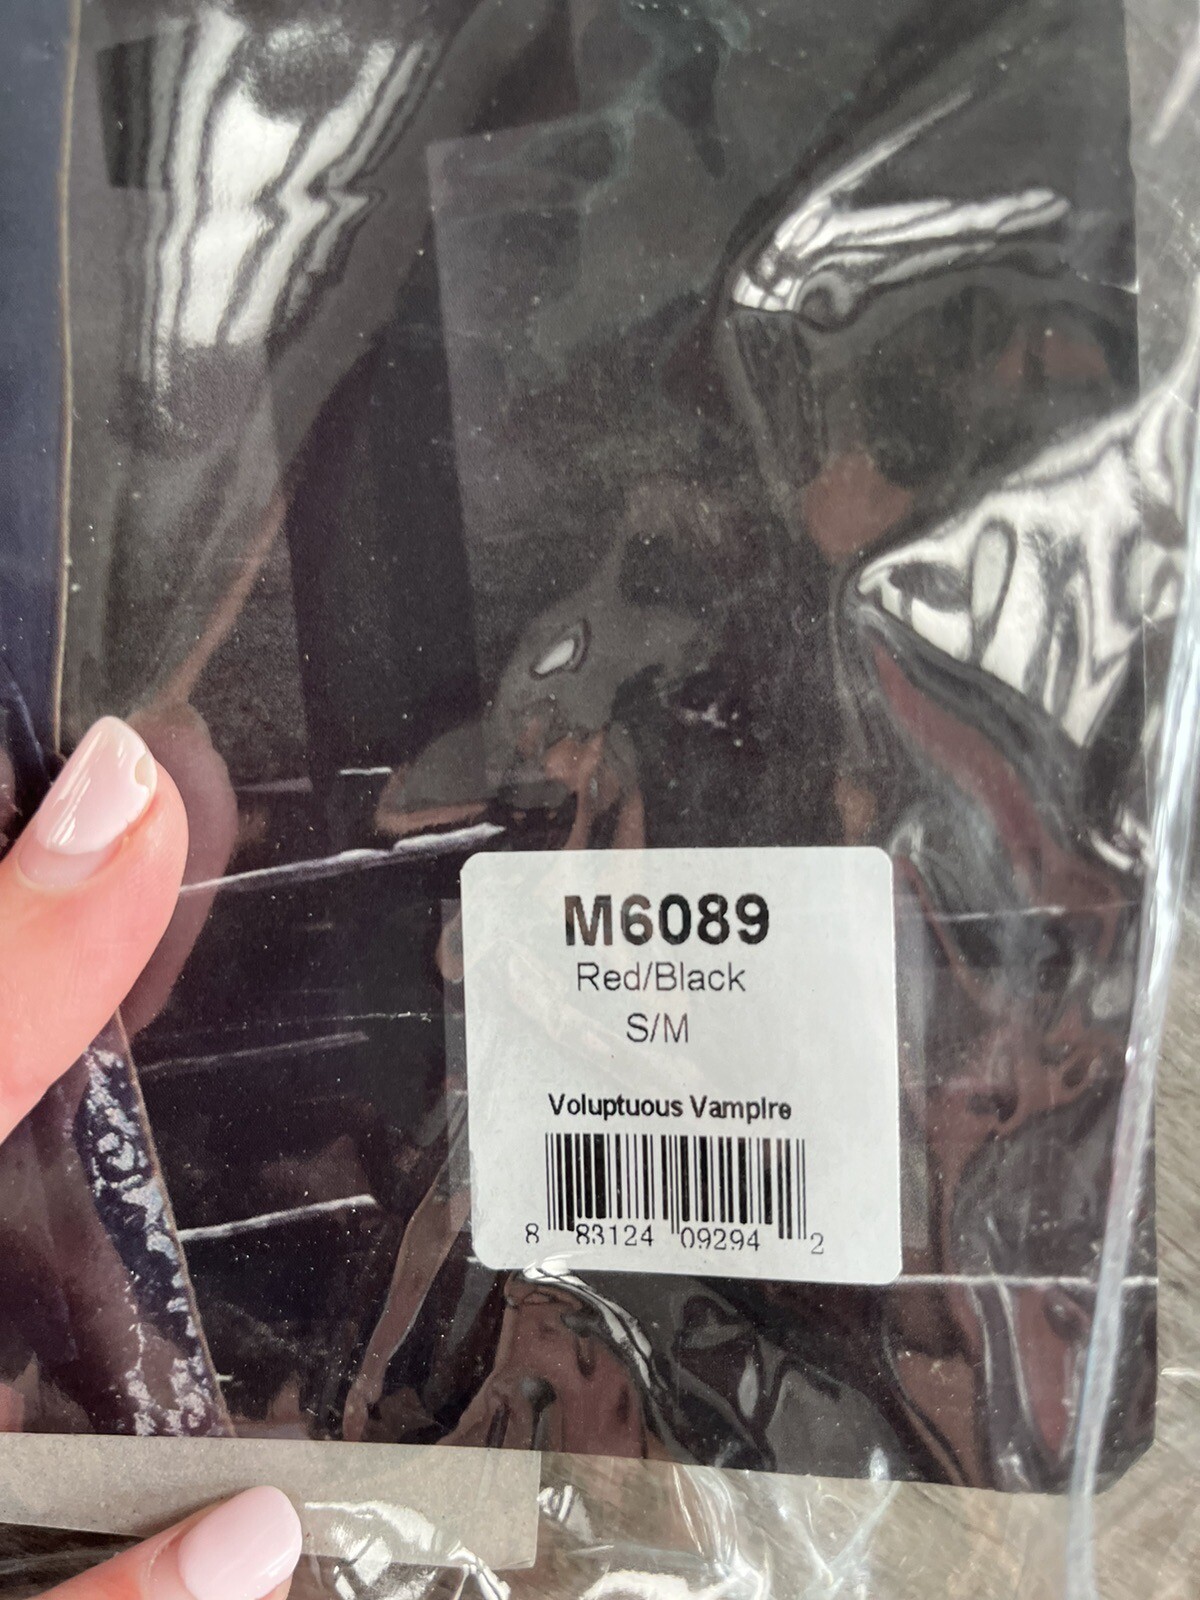 M6089
Red/Black
S/M
Voluptuous Vampire
8 83124 09294 2